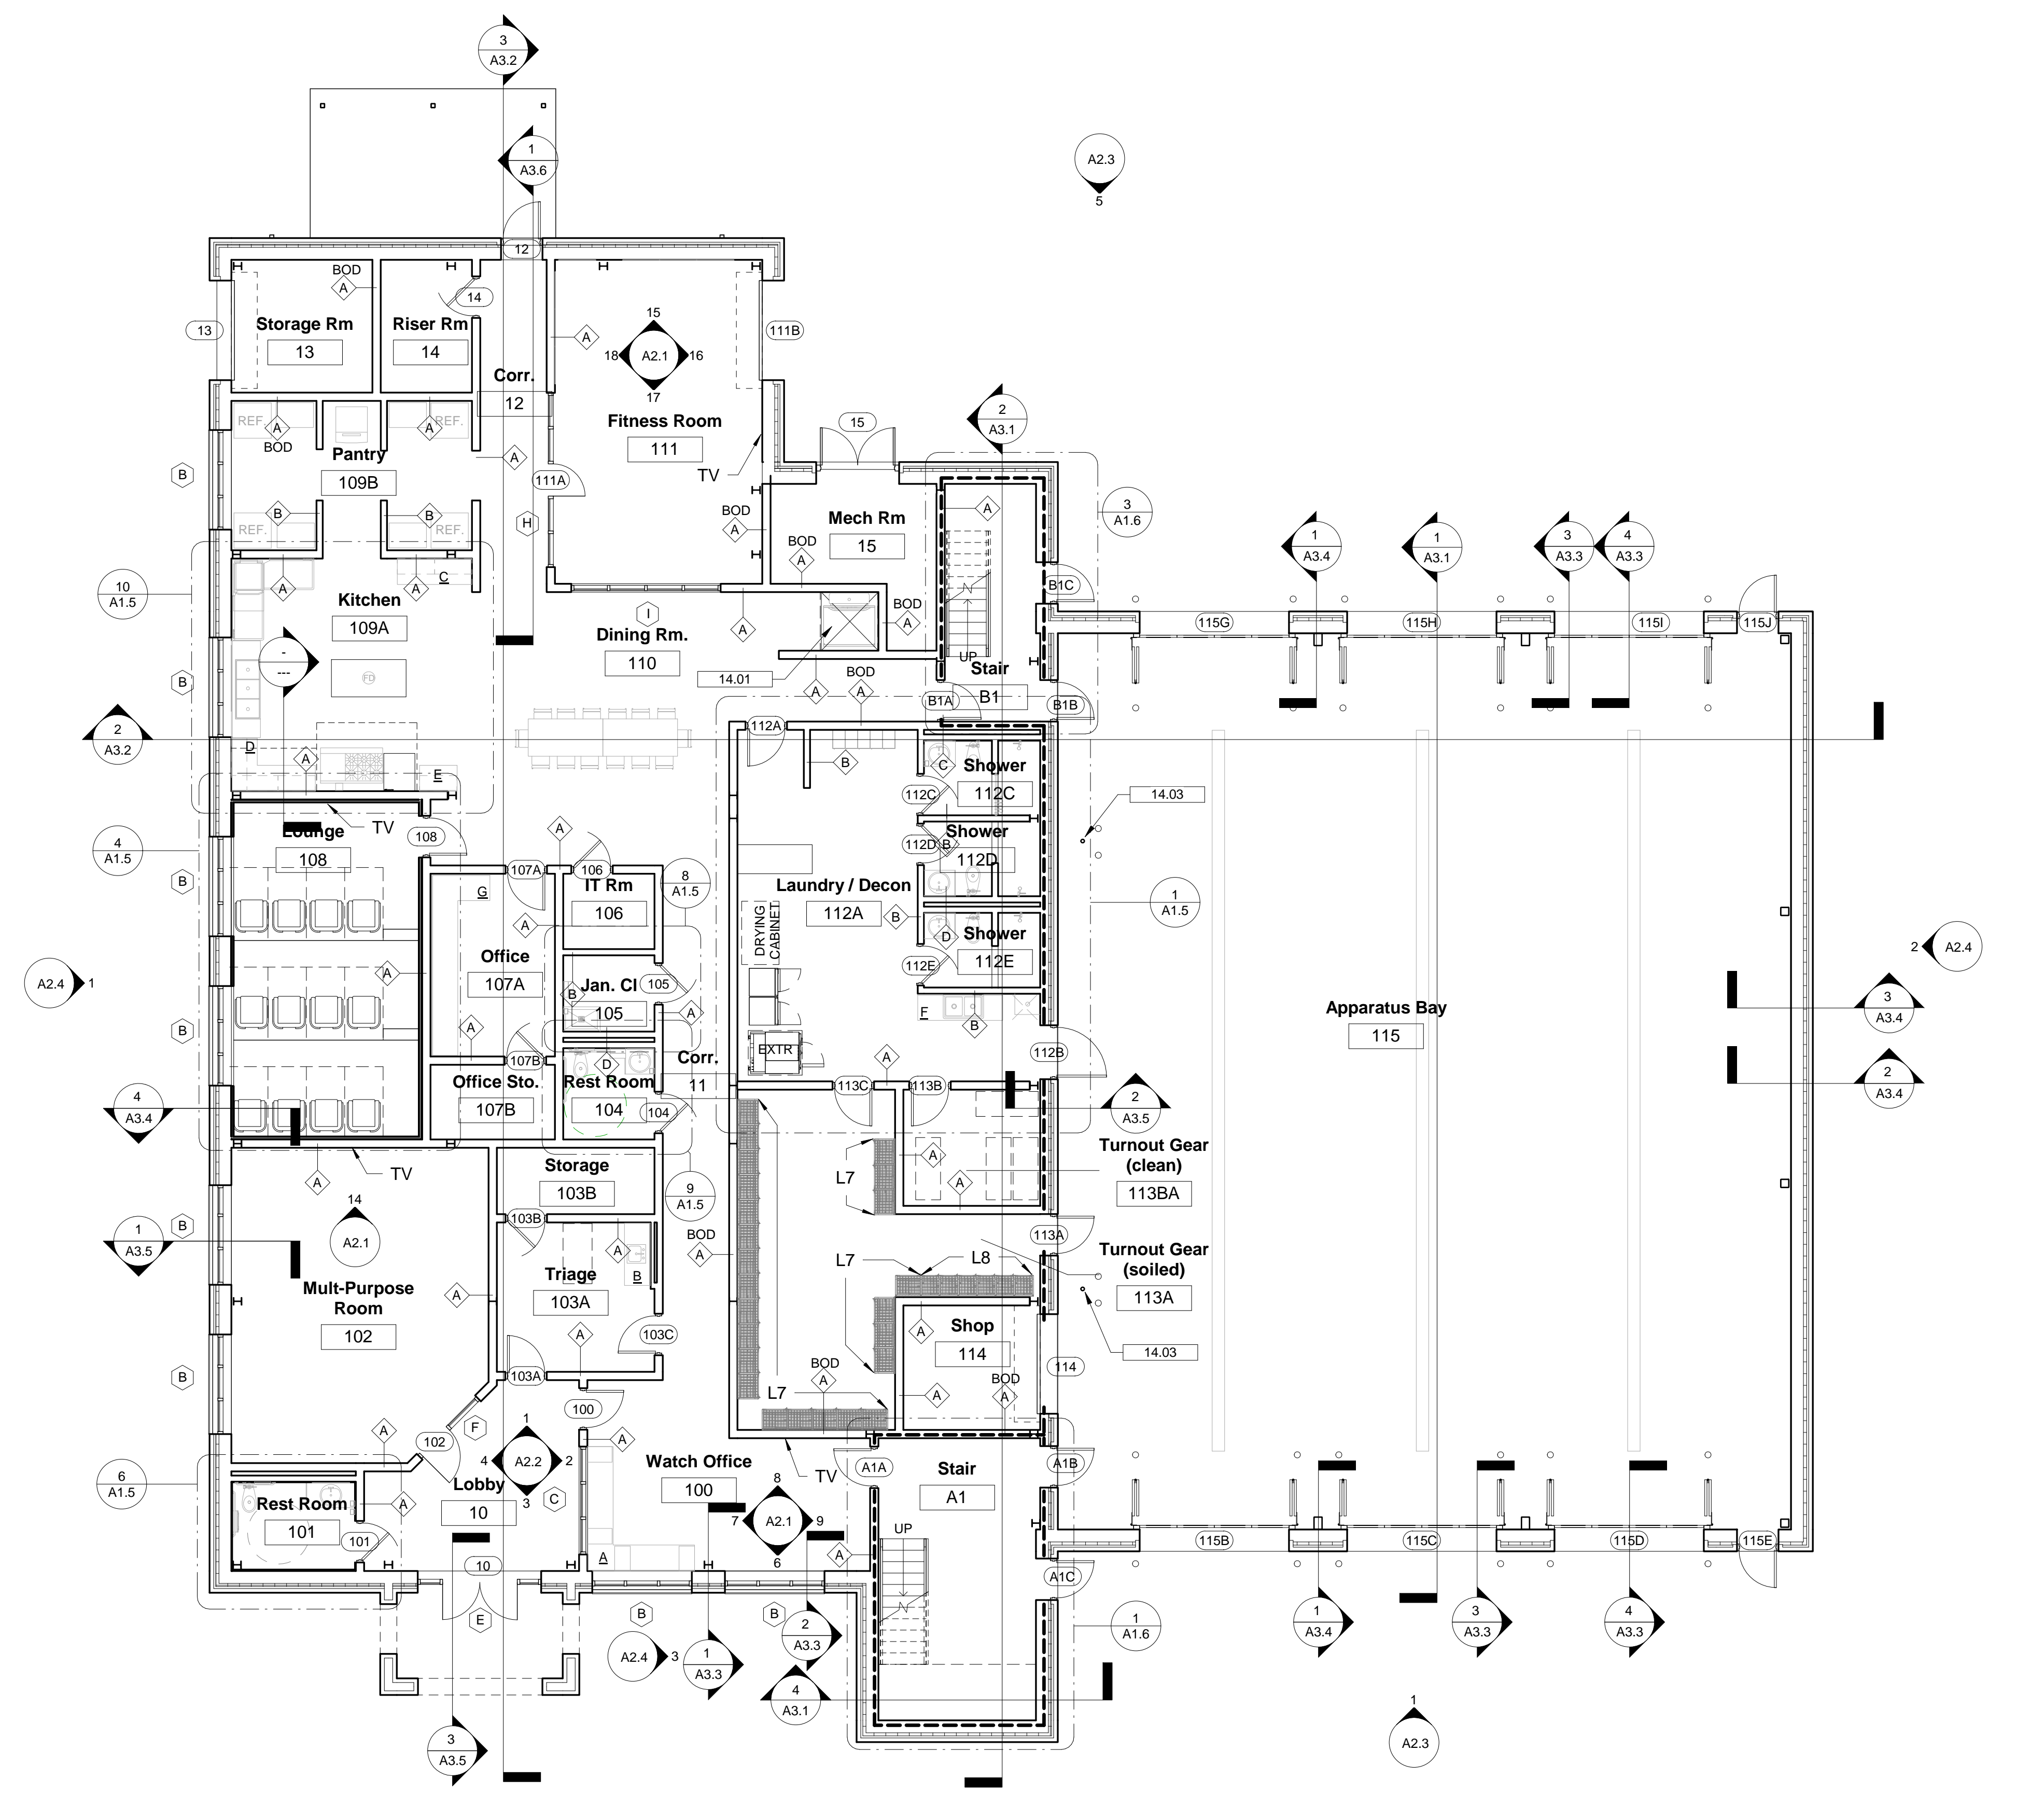 3
A3.2
1
A3.6
A2.3
5
12
BOD
A
14
13
Storage Rm
13
Riser Rm
14
A
15
18
A2.1
16
17
111B
Corr.
12
Fitness Room
111
REF.
A
BOD
A
REF.
Pantry
109B
A
111A
TV
15
2
A3.1
B
B
B
REF.
REF.
H
BOD
A
Mech Rm
15
A
3
A1.6
BOD
A
1
A3.4
1
A3.1
3
A3.3
4
A3.3
10
A1.5
A
A
C
Kitchen
109A
I
Dining Rm.
110
A
BOD
A
B1C
115G
115H
115I
115J
-
---
FD
14.01
A
BOD
A
UP
Stair
B1
B1A
B1B
B
2
A3.2
D
A
E
112A
B
C
Shower
112C
112C
14.03
Lounge
108
TV
108
A
4
A1.5
B
107A
106
IT Rm
106
8
A1.5
112D
B
Shower
112D
G
A
Laundry / Decon
112A
B
1
A1.5
DRYING
CABINET
D
Shower
112E
112E
Office
107A
A
2
A2.4
A2.4
1
B
Jan. Cl
105
105
B
A
A
F
B
Apparatus Bay
115
3
A3.4
107B
D
EXTR
A
112B
Corr.
11
Office Sto.
107B
Rest Room
104
104
113C
113B
2
A3.4
4
A3.4
2
A3.5
A
TV
Storage
103B
9
A1.5
L7
A
A
Turnout Gear
(clean)
113BA
1
A3.5
B
14
A2.1
103B
A
BOD
A
113A
L7
L8
Turnout Gear
(soiled)
113A
Mult-Purpose
Room
102
A
Triage
103A
B
A
103C
Shop
114
A
14.03
B
103A
BOD
A
L7
A
BOD
A
114
100
F
102
A
1
4
A2.2
2
3
A
Watch Office
100
TV
A1A
Stair
A1
A1B
6
A1.5
Rest Room
101
A
101
Lobby
10
C
8
7
A2.1
9
6
UP
A
A
10
A1C
115B
115C
115D
115E
E
B
B
A2.4
3
1
A3.3
2
A3.3
4
A3.1
1
A1.6
1
A3.4
3
A3.3
4
A3.3
3
A3.5
1
A2.3